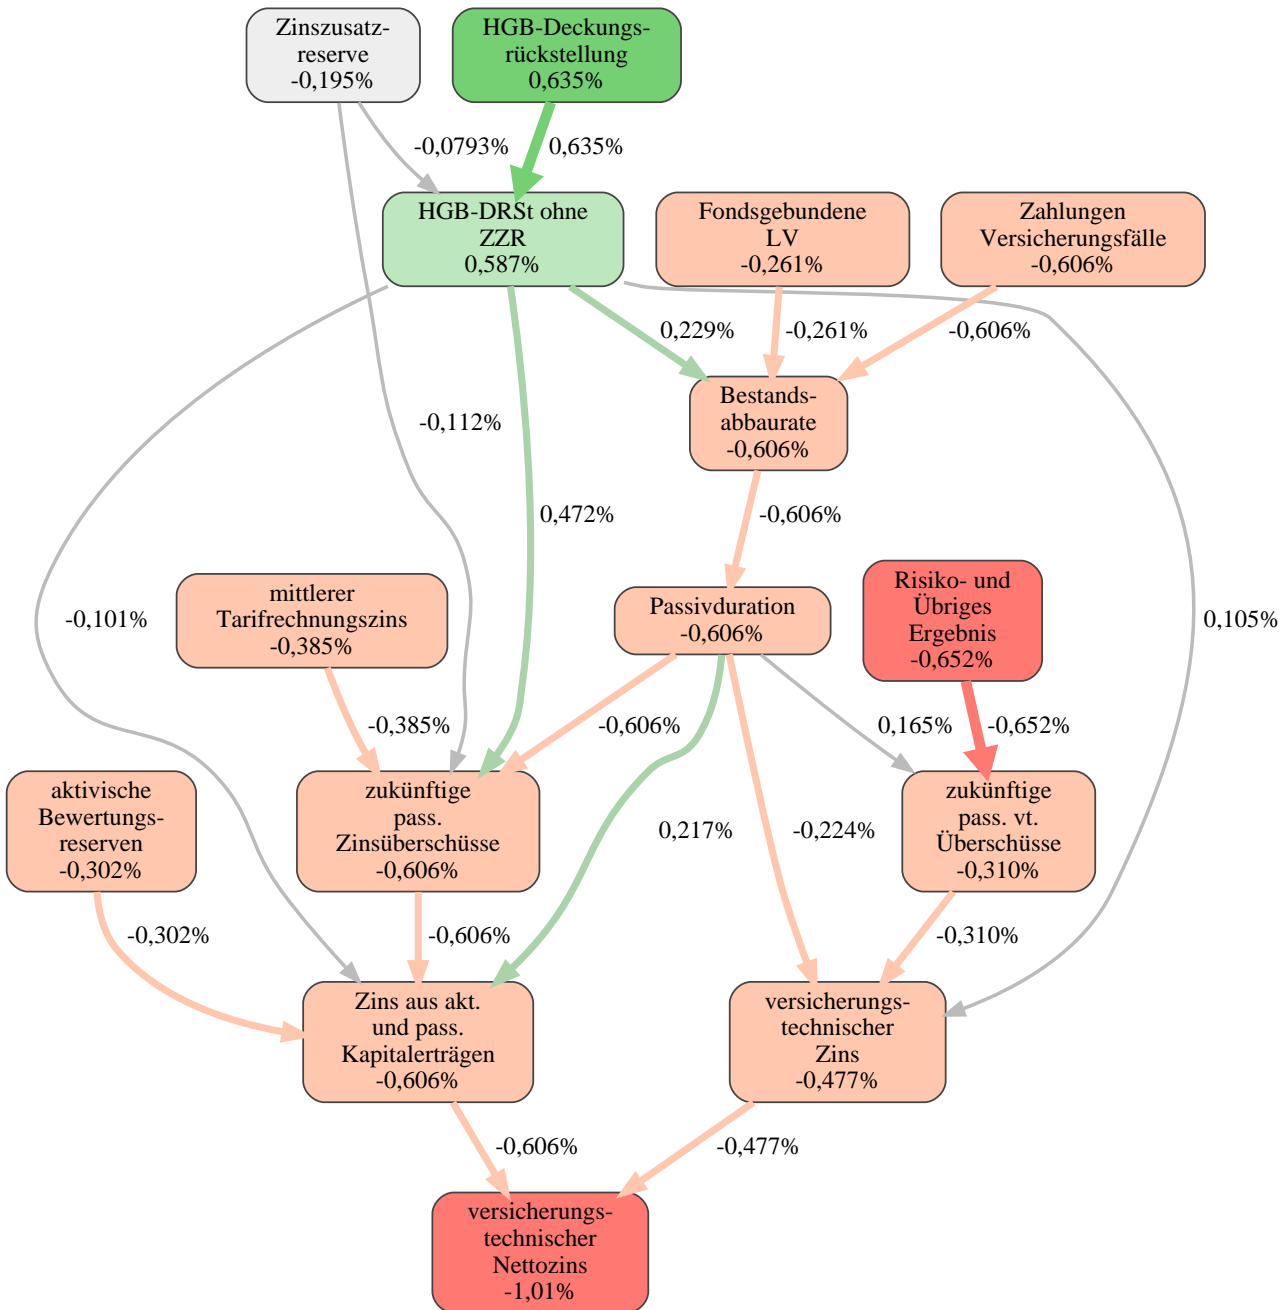 Zinszusatz-
reserve
-0,195%
HGB-Deckungs-
rückstellung
0,635%
-0,0793%
0,635%
HGB-DRSt ohne
ZZR
0,587%
Fondsgebundene
LV
-0,261%
Zahlungen
Versicherungsfälle
-0,606%
0,229%
-0,261%
-0,606%
Bestands-
abbaurate
-0,606%
-0,112%
0,472%
-0,606%
mittlerer
Tarifrechnungszins
-0,385%
Passivduration
-0,606%
Risiko- und
Übriges
Ergebnis
-0,652%
-0,101%
0,105%
-0,385%
-0,606%
0,165%
-0,652%
aktivische
Bewertungs-
reserven
-0,302%
zukünftige
pass.
Zinsüberschüsse
-0,606%
0,217%
-0,224%
zukünftige
pass. vt.
Überschüsse
-0,310%
-0,302%
-0,606%
-0,310%
Zins aus akt.
und pass.
Kapitalerträgen
-0,606%
versicherungs-
technischer
Zins
-0,477%
-0,606%
-0,477%
versicherungs-
technischer
Nettozins
-1,01%